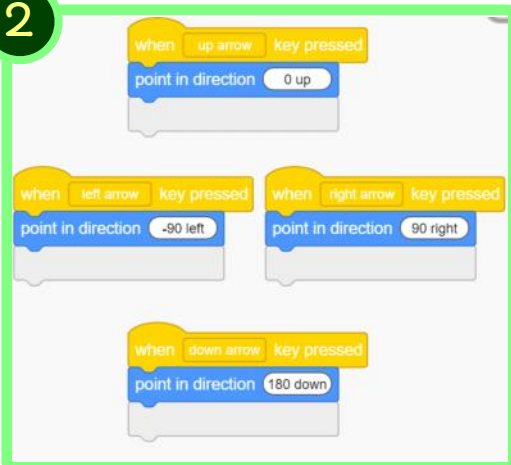 2
when up arrow key pressed
point in direction 0 up
when left arrow key pressed
point in direction -90 left
when right arrow key pressed
point in direction 90 right
when down arrow key pressed
point in direction 180 down